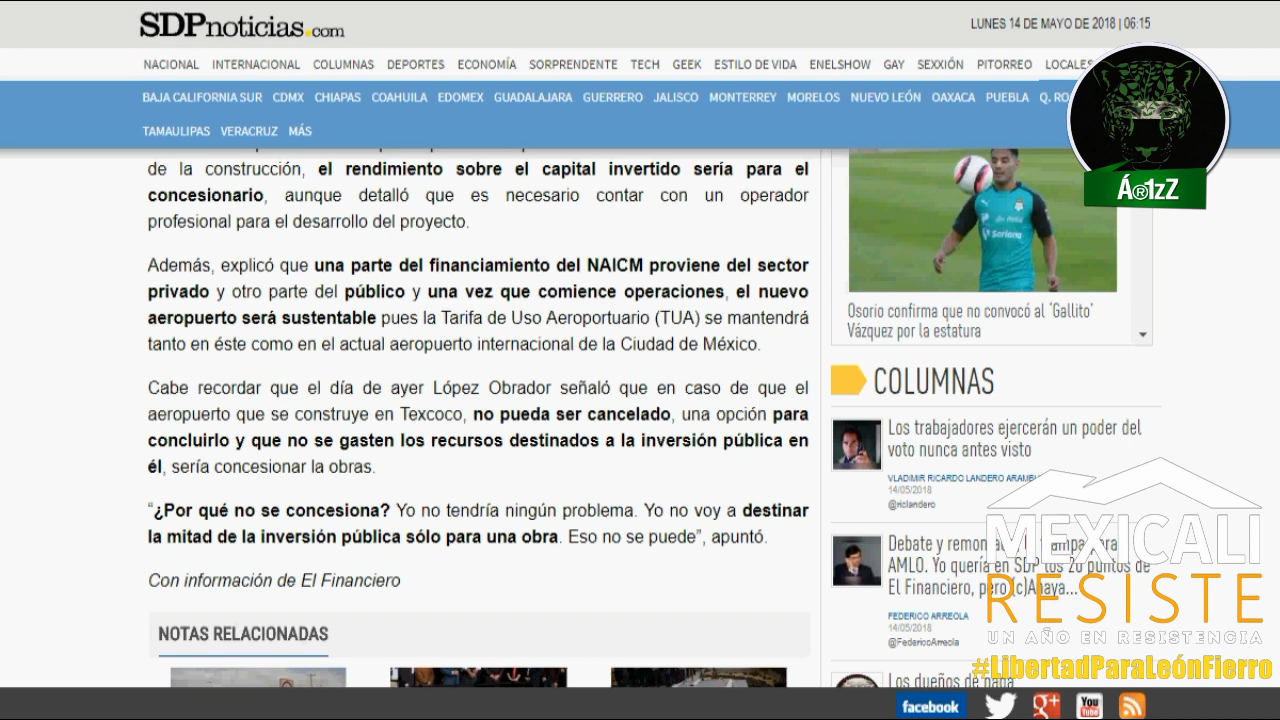 SDPnoticias.com
LUNES 14 DE MAYO DE 2018 | 06:15
NACIONAL INTERNACIONAL COLUMNAS DEPORTES ECONOMÍA SORPRENDENTE TECH GEEK ESTILO DE VIDA ENELSHOW GAY SEXXIÓN PITORREO LOCALES
BAJA CALIFORNIA SUR CDMX CHIAPAS COAHUILA EDOMEX GUADALAJARA GUERRERO JALISCO MONTERREY MORELOS NUEVO LEÓN OAXACA PUEBLA Q. RO
TAMAULIPAS VERACRUZ MÁS
Á®1zZ
de la construcción, el rendimiento sobre el capital invertido sería para el
concesionario, aunque detalló que es necesario contar con un operador
profesional para el desarrollo del proyecto.
Además, explicó que una parte del financiamiento del NAICM proviene del sector
privado y otro parte del público y una vez que comience operaciones, el nuevo
aeropuerto será sustentable pues la Tarifa de Uso Aeroportuario (TUA) se mantendrá
tanto en éste como en el actual aeropuerto internacional de la Ciudad de México.
Cabe recordar que el día de ayer López Obrador señaló que en caso de que el
aeropuerto que se construye en Texcoco, no pueda ser cancelado, una opción para
concluirlo y que no se gasten los recursos destinados a la inversión pública en
él, sería concesionar la obras.
“¿Por qué no se concesiona? Yo no tendría ningún problema. Yo no voy a destinar
la mitad de la inversión pública sólo para una obra. Eso no se puede”, apuntó.
Con información de El Financiero
NOTAS RELACIONADAS
Soriana
Osorio confirma que no convocó al ‘Gallito’
Vázquez por la estatura
COLUMNAS
Los trabajadores ejercerán un poder del
voto nunca antes visto
VLADIMIR RICARDO LANDERO ARAMBU
14/05/2018
@riclandero
Debate y
AMLO. Yo quería en SDP los 20 puntos de
El Financiero, pero (c)Anaya...
FEDERICO ARREOLA
14/05/2018
@FedericoArreola
Los dueños de
MEXICALI
RESISTE
UN AÑO EN RESISTENCIA
#LibertadParaLeónFierro
facebook
You
Tube